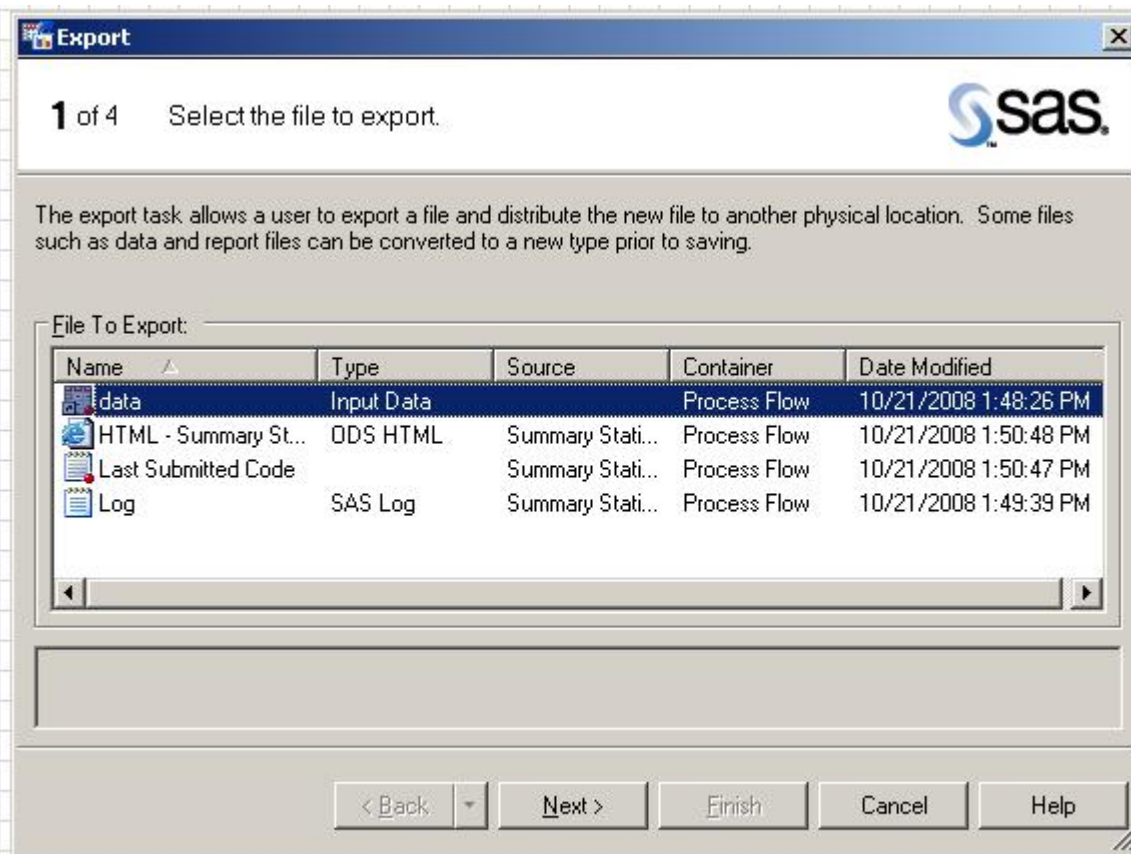 Export
1 of 4 Select the file to export.
sas.
TM
The export task allows a user to export a file and distribute the new file to another physical location. Some files
such as data and report files can be converted to a new type prior to saving.
File To Export:
Name Type Source Container Date Modified
data Input Data Process Flow 10/21/2008 1:48:26 PM
HTML - Summary St... ODS HTML Summary Stati... Process Flow 10/21/2008 1:50:48 PM
Last Submitted Code Summary Stati... Process Flow 10/21/2008 1:50:47 PM
Log SAS Log Summary Stati... Process Flow 10/21/2008 1:49:39 PM
< Back Next > Finish Cancel Help